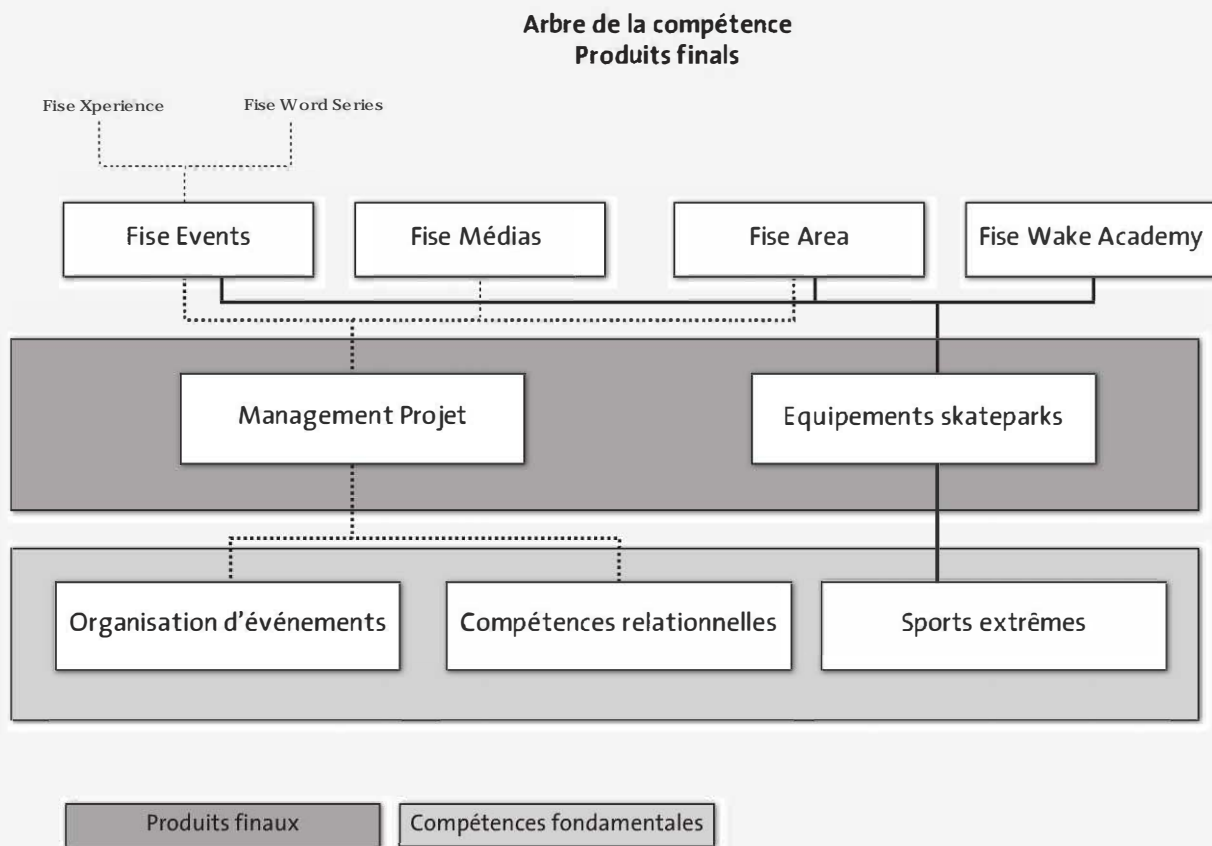 Arbre de la compétence
Produits finals
Fise Xperience
Fise Word Series
Fise Events
Fise Médias
Fise Area
Fise Wake Academy
Management Projet
Equipements skateparks
Organisation d'événements
Compétences relationnelles
Sports extrêmes
Produits finaux
Compétences fondamentales